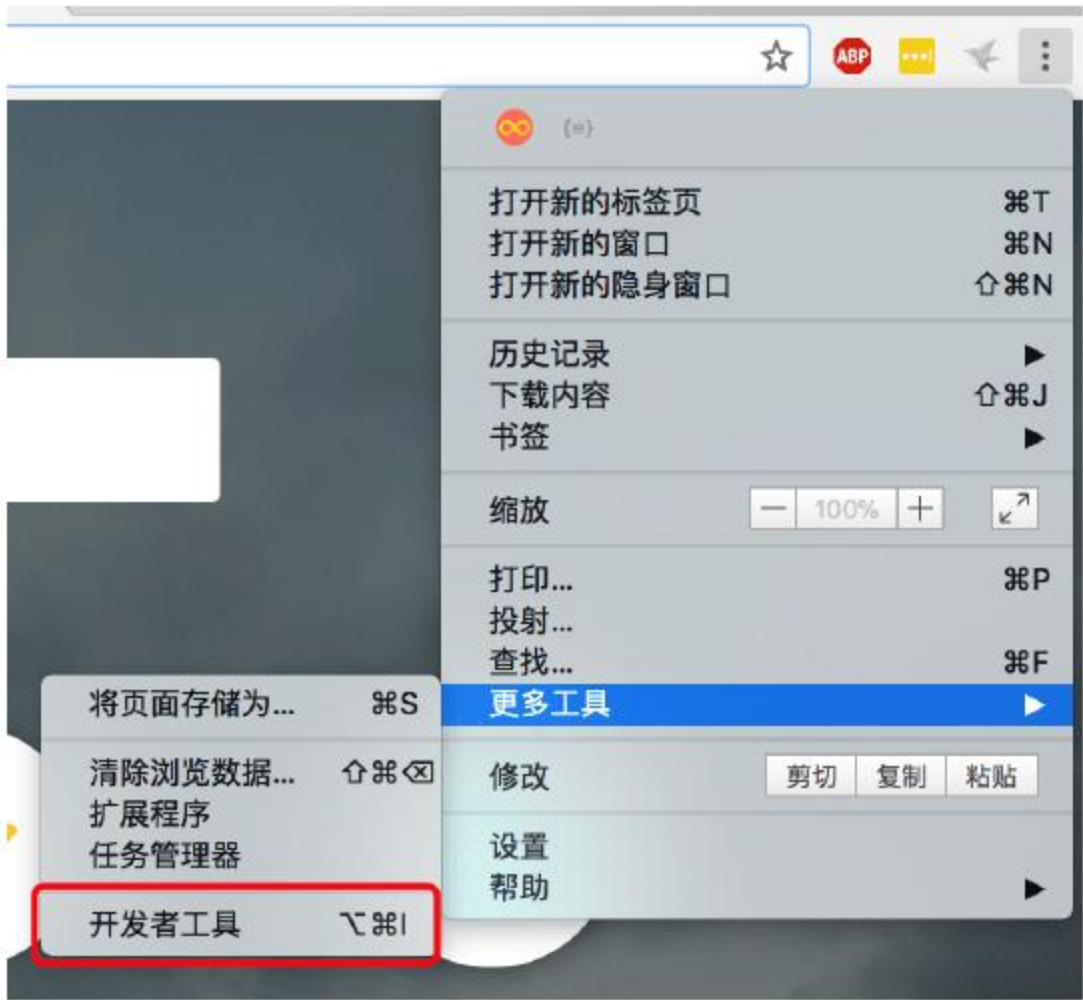 ABP
{≡}
打开新的标签页 ⌘T
打开新的窗口 ⌘N
打开新的隐身窗口 ⇧⌘N
历史记录 ▶
下载内容 ⇧⌘J
书签 ▶
缩放 — 100% +
打印... ⌘P
投射...
查找... ⌘F
更多工具 ▶
修改 剪切 复制 粘贴
设置
帮助 ▶
将页面存储为... ⌘S
清除浏览数据... ⇧⌘⌫
扩展程序
任务管理器
开发者工具 ⌥⌘I